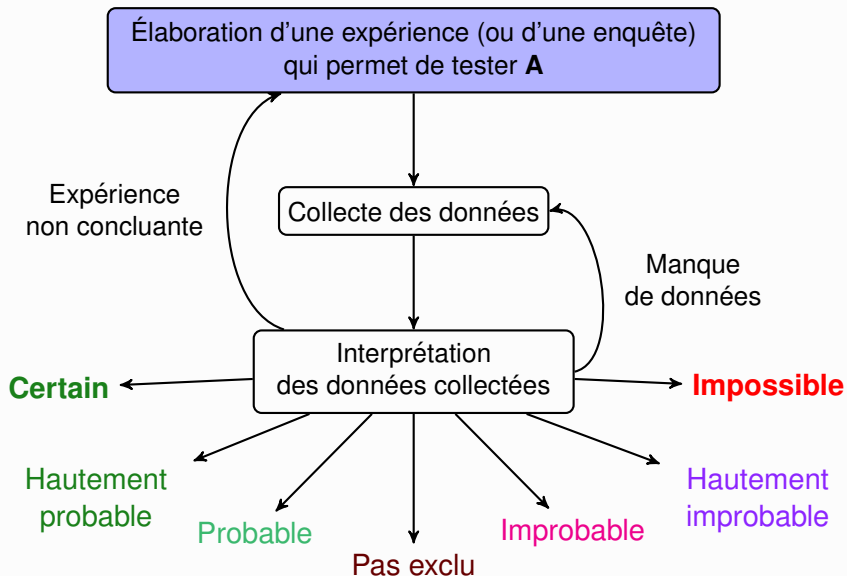 Élaboration d'une expérience (ou d'une enquête)
qui permet de tester A
Expérience
non concluante
Collecte des données
Manque
de données
Interprétation
des données collectées
Certain
Impossible
Hautement
probable
Probable
Pas exclu
Improbable
Hautement
improbable